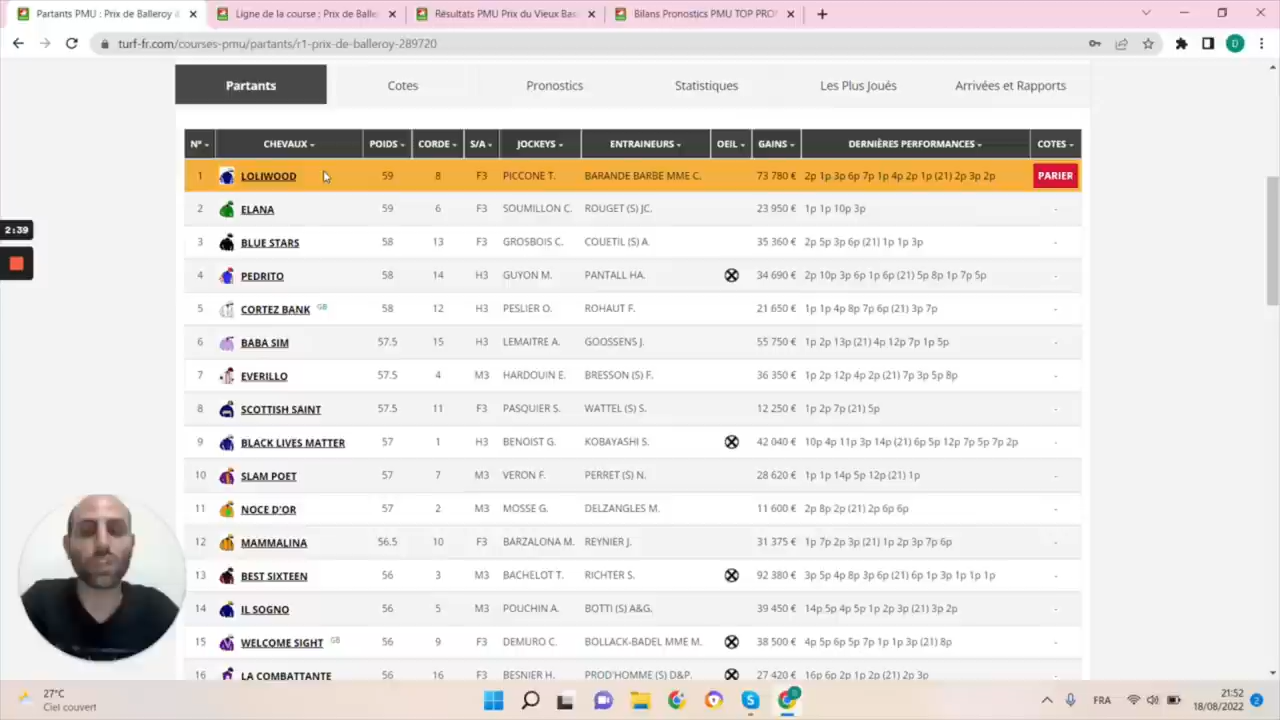 Partants PMU : Prix de Balleroy
Ligne de la course : Prix de Balle
Résultats PMU Prix du Vieux Bas
Bilans Pronostics PMU TOP PRO
turf-fr.com/courses-pmu/partants/r1-prix-de-balleroy-289720
D
Partants Cotes Pronostics Statistiques Les Plus Joués Arrivées et Rapports
N° CHEVAUX POIDS CORDE S/A JOCKEYS ENTRAINEURS OEIL GAINS DERNIÈRES PERFORMANCES COTES
1 LOLIWOOD 59 8 F3 PICCONE T. BARANDE BARBE MME C. 73 780 € 2p 1p 3p 6p 7p 1p 4p 2p 1p (21) 2p 3p 2p PARIER
2 ELANA 59 6 F3 SOUMILLON C. ROUGET (S) JC. 23 950 € 1p 1p 10p 3p -
2:39
3 BLUE STARS 58 13 F3 GROSBOIS C. COUETIL (S) A. 35 360 € 2p 5p 3p 6p (21) 1p 1p 3p -
4 PEDRITO 58 14 H3 GUYON M. PANTALL HA. 34 690 € 2p 10p 3p 6p 1p 6p (21) 5p 8p 1p 7p 5p -
5 CORTEZ BANK GB 58 12 H3 PESLIER O. ROHAUT F. 21 650 € 1p 1p 4p 8p 7p 6p (21) 3p 7p -
6 BABA SIM 57.5 15 H3 LEMAITRE A. GOOSSENS J. 55 750 € 1p 2p 13p (21) 4p 12p 7p 1p 5p -
7 EVERILLO 57.5 4 M3 HARDOUIN E. BRESSON (S) F. 36 350 € 1p 2p 12p 4p 2p (21) 7p 3p 5p 8p -
8 SCOTTISH SAINT 57.5 11 F3 PASQUIER S. WATTEL (S) S. 12 250 € 1p 2p 7p (21) 5p -
9 BLACK LIVES MATTER 57 1 H3 BENOIST G. KOBAYASHI S. 42 040 € 10p 4p 11p 3p 14p (21) 6p 5p 12p 7p 5p 7p 2p -
10 SLAM POET 57 7 M3 VERON F. PERRET (S) N. 28 620 € 1p 1p 14p 5p 12p (21) 1p -
11 NOCE D'OR 57 2 M3 MOSSE G. DELZANGLES M. 11 600 € 2p 8p 2p (21) 2p 6p 6p -
12 MAMMALINA 56.5 10 F3 BARZALONA M. REYNIER J. 31 375 € 1p 7p 2p 3p (21) 1p 2p 3p 7p 6p -
13 BEST SIXTEEN 56 3 M3 BACHELOT T. RICHTER S. 92 380 € 3p 5p 4p 8p 3p 6p (21) 6p 1p 3p 1p 1p 1p -
14 IL SOGNO 56 5 M3 POUCHIN A. BOTTI (S) A&G. 39 450 € 14p 5p 4p 5p 1p 2p 3p (21) 3p 2p -
15 WELCOME SIGHT GB 56 9 F3 DEMURO C. BOLLACK-BADEL MME M. 38 500 € 4p 5p 6p 5p 7p 1p 1p 3p (21) 8p -
16 LA COMBATTANTE 56 16 F3 BESNIER H. PROD'HOMME (S) D&P. 27 420 € 16p 6p 2p 1p 2p (21) 2p 3p -
27°C
Ciel couvert
FRA
21:52
18/08/2022
2